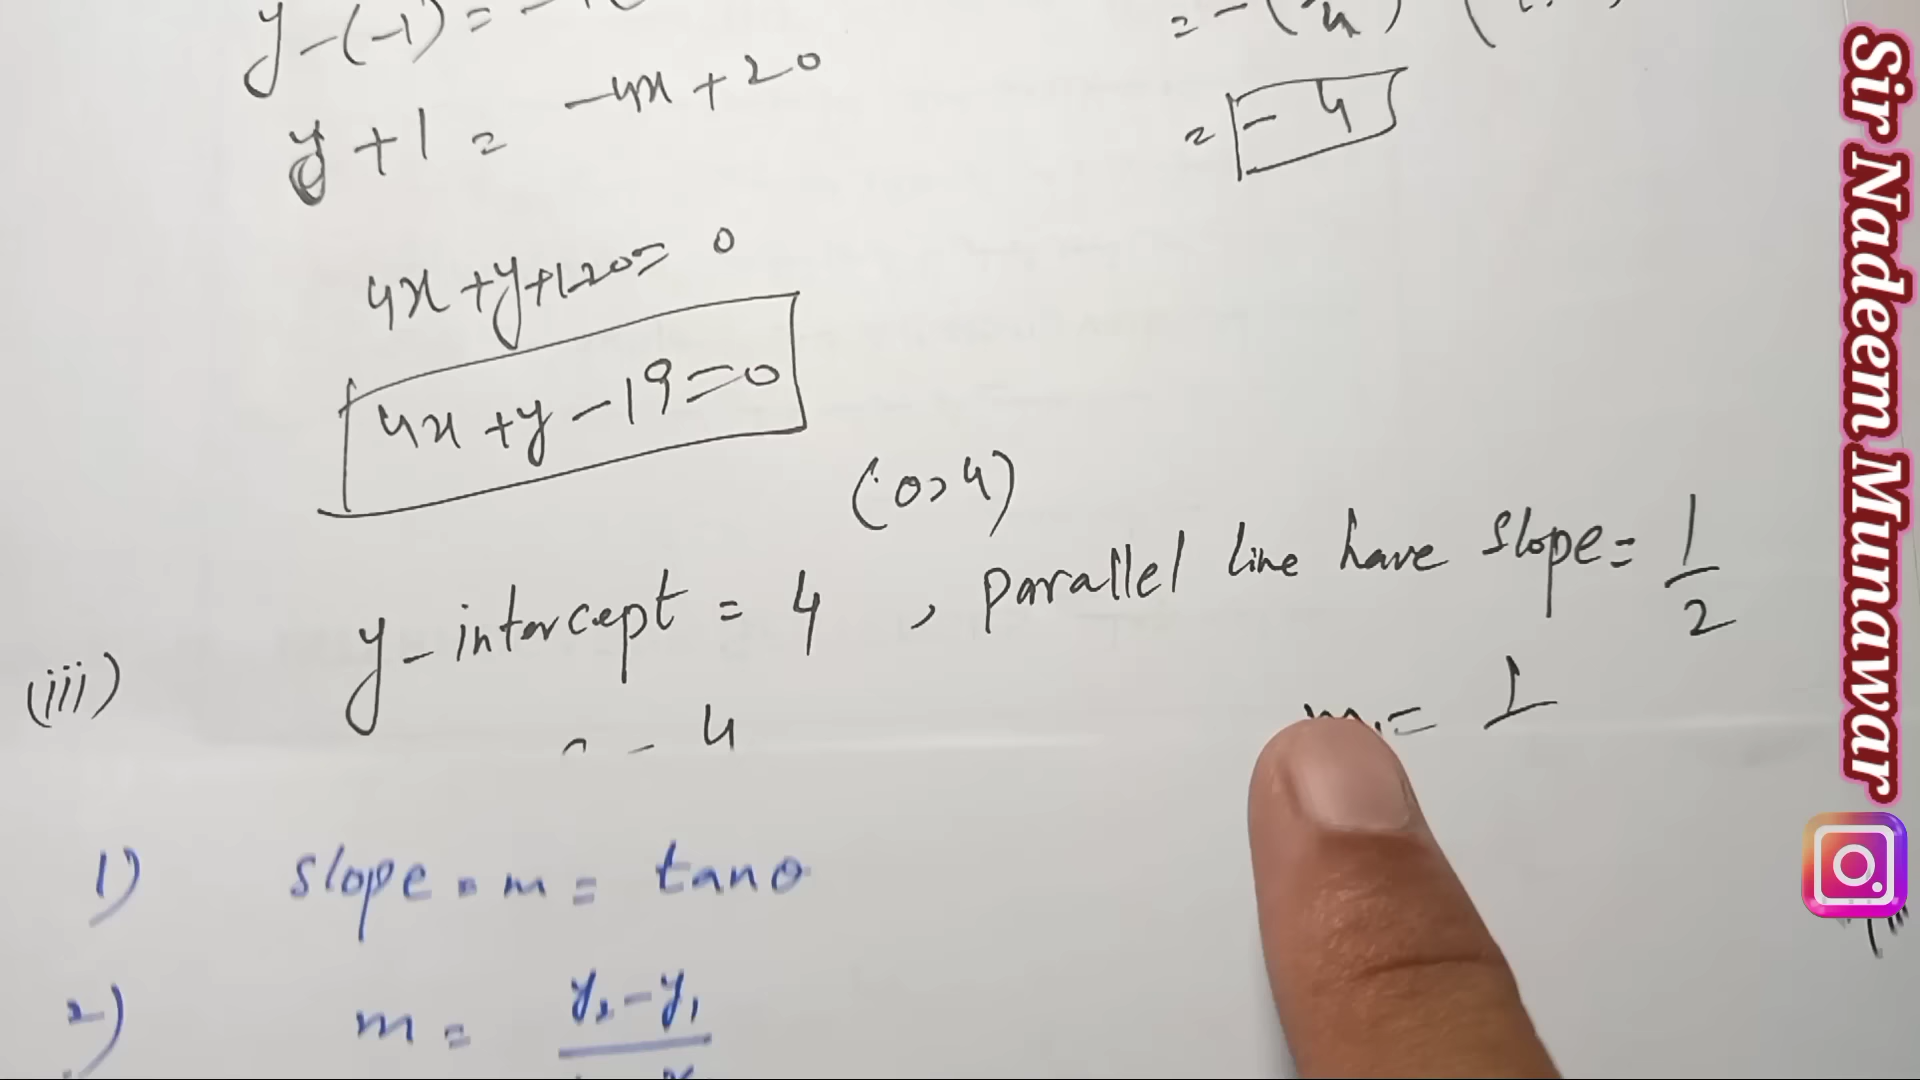 y-(-1)=
y+1 = -4x+20
= -4
4x+y+1-20=0
4x+y-19=0
(0,4)
(iii) y-intercept = 4 , parallel line have slope = 1/2
- 4
m = 1
1) slope = m = tanθ
2) m = y₂-y₁
Sir Nadeem Munawar